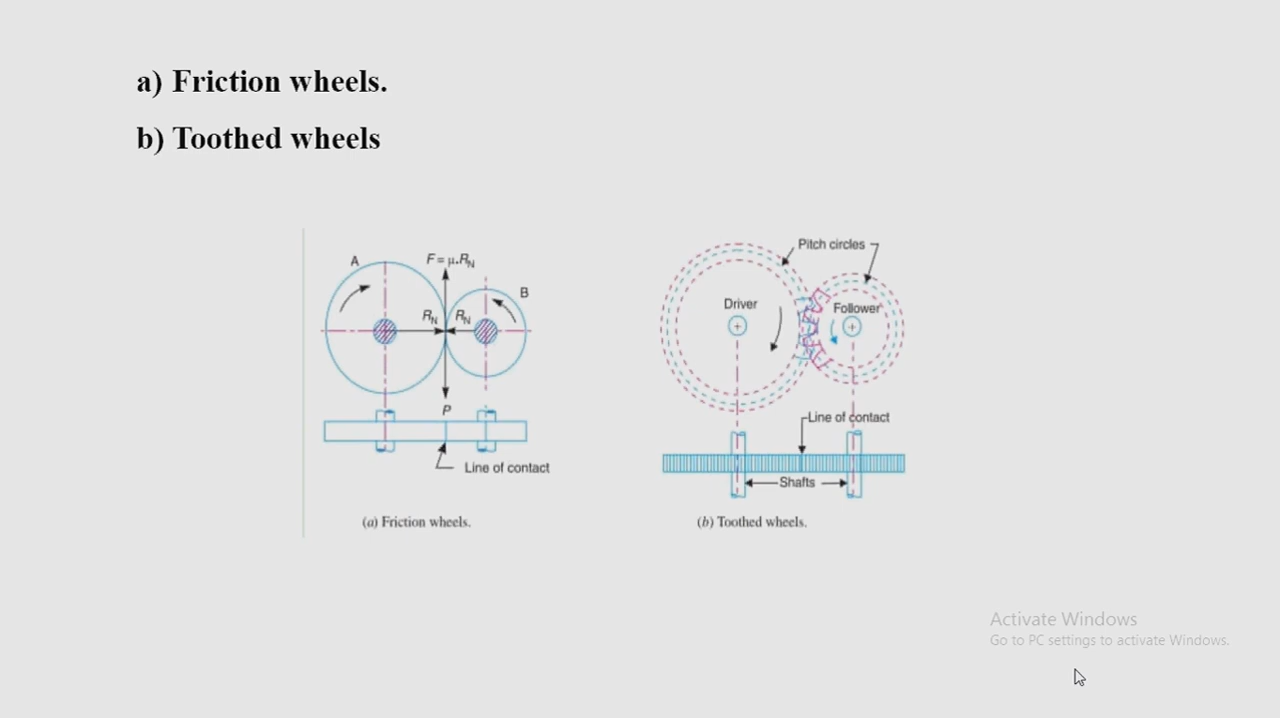 a) Friction wheels.
b) Toothed wheels
A
F = μ.RN
B
RN
RN
P
Line of contact
(a) Friction wheels.
Pitch circles
Driver
Follower
Line of contact
Shafts
(b) Toothed wheels.
Activate Windows
Go to PC settings to activate Windows.